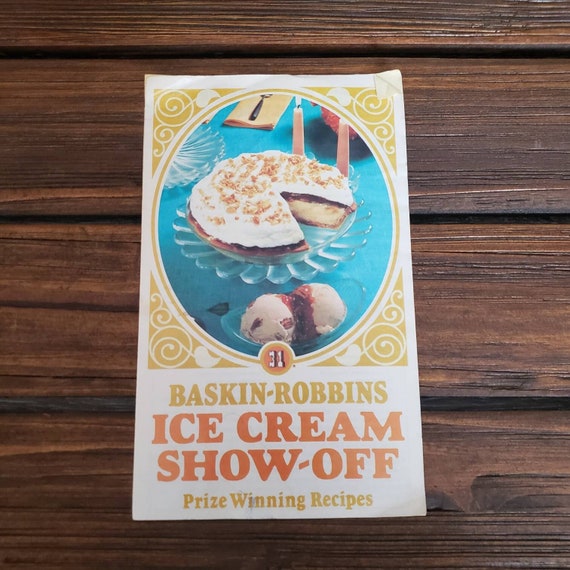 31
BASKIN-ROBBINS
ICE CREAM
SHOW-OFF
Prize Winning Recipes